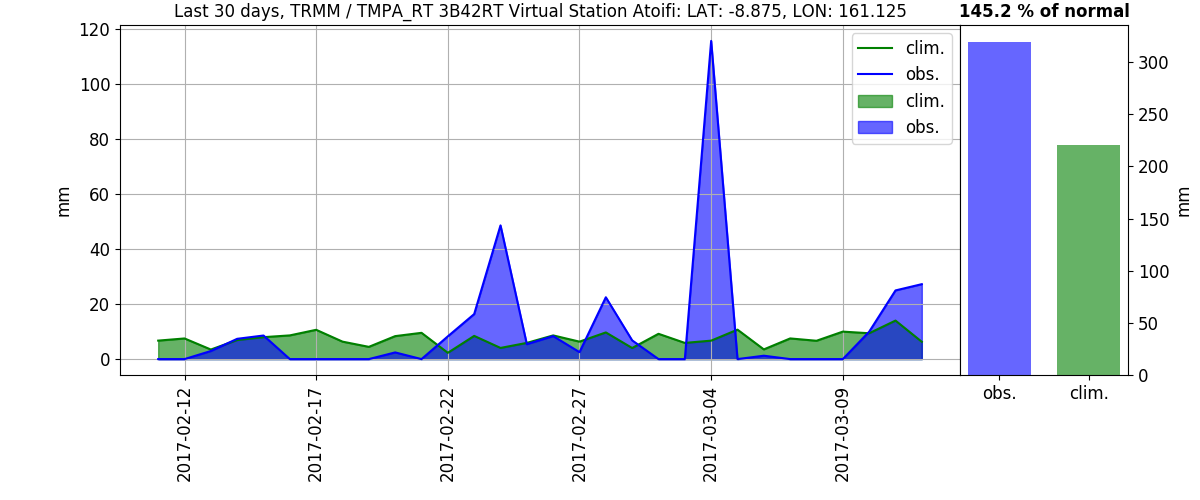 Last 30 days, TRMM / TMPA_RT 3B42RT Virtual Station Atoifi: LAT: -8.875, LON: 161.125
145.2 % of normal
120
100
80
60
40
20
0
mm
clim.
obs.
clim.
obs.
2017-02-12
2017-02-17
2017-02-22
2017-02-27
2017-03-04
2017-03-09
300
250
200
150
100
50
0
mm
obs.
clim.